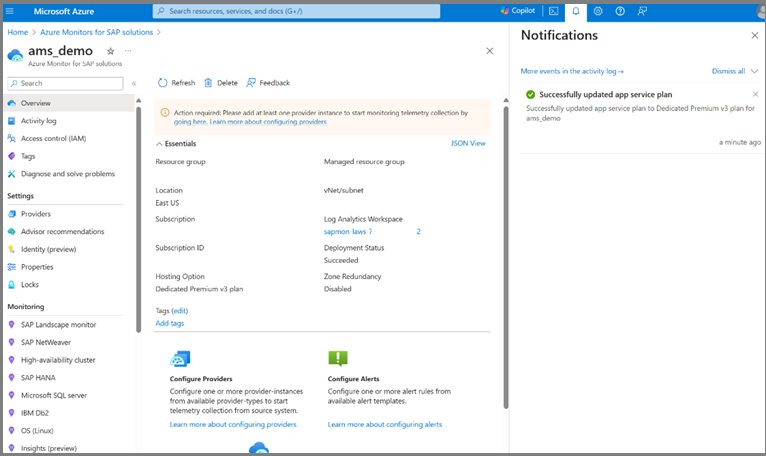 Microsoft Azure
Search resources, services, and docs (G+/)
Copilot
Home > Azure Monitors for SAP solutions >
ams_demo
Azure Monitor for SAP solutions
Search
Overview
Activity log
Access control (IAM)
Tags
Diagnose and solve problems
Settings
Providers
Advisor recommendations
Identity (preview)
Properties
Locks
Monitoring
SAP Landscape monitor
SAP NetWeaver
High-availability cluster
SAP HANA
Microsoft SQL server
IBM Db2
OS (Linux)
Insights (preview)
Refresh
Delete
Feedback
Action required: Please add at least one provider instance to start monitoring telemetry collection by
going here. Learn more about configuring providers
Essentials
JSON View
Resource group
Managed resource group
Location
vNet/subnet
East US
Subscription
Log Analytics Workspace
sapmon-laws-7 2
Subscription ID
Deployment Status
Succeeded
Hosting Option
Zone Redundancy
Dedicated Premium v3 plan
Disabled
Tags (edit)
Add tags
Configure Providers
Configure one or more provider-instances
from available provider-types to start
telemetry collection from source system.
Learn more about configuring providers
Configure Alerts
Configure one or more alert rules from
available alert templates.
Learn more about configuring alerts
Notifications
More events in the activity log →
Dismiss all
Successfully updated app service plan
Successfully updated app service plan to Dedicated Premium v3 plan for
ams_demo
a minute ago